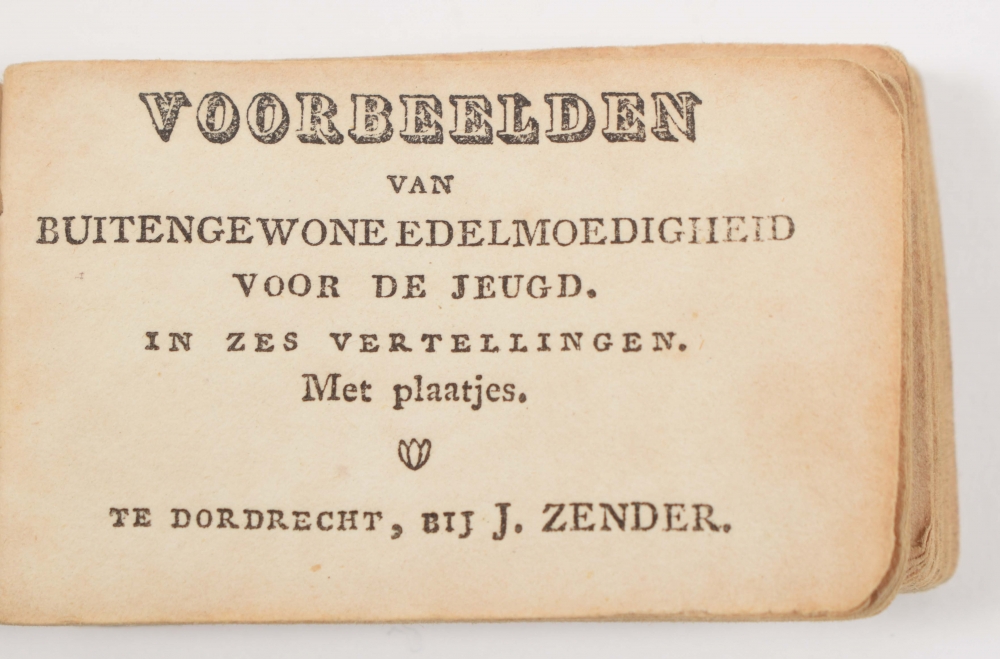 VOORBEELDEN
VAN
BUITENGEWONE EDELMOEDIGHEID
VOOR DE JEUGD.
IN ZES VERTELLINGEN.
Met plaatjes.
TE DORDRECHT, BIJ J. ZENDER.